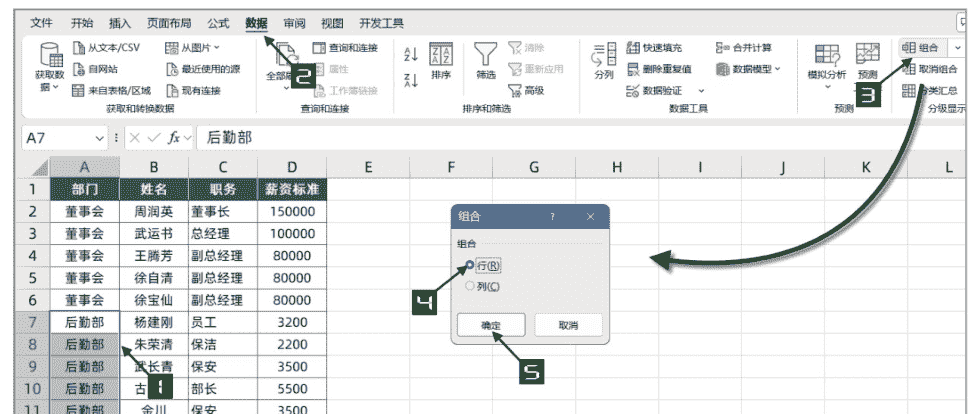 文件 开始 插入 页面布局 公式 数据 审阅 视图 开发工具
从文本/CSV 从图片 查询和连接 清除 快速填充 合并计算 组合
自网站 最近使用的源 属性 重新应用 删除重复值 数据模型 取消组合
来自表格/区域 现有连接 工作簿链接 高级 数据验证 分类汇总
获取数据 全部刷新 排序 筛选 分列 模拟分析 预测
获取和转换数据 查询和连接 排序和筛选 数据工具 预测 分级显示
2 3
A7 fx 后勤部
A B C D E F G H I J K L
1 部门 姓名 职务 薪资标准
2 董事会 周润英 董事长 150000
3 董事会 武运书 总经理 100000
4 董事会 王腾芳 副总经理 80000
5 董事会 徐自清 副总经理 80000
6 董事会 徐宝仙 副总经理 80000
7 后勤部 杨建刚 员工 3200
8 后勤部 朱荣清 保洁 2200
9 后勤部 武长青 保安 3500
10 后勤部 古 部长 5500
11 后勤部 金川 保安 3500
1
组合 ? ×
组合
行(R)
列(C)
确定 取消
4
5